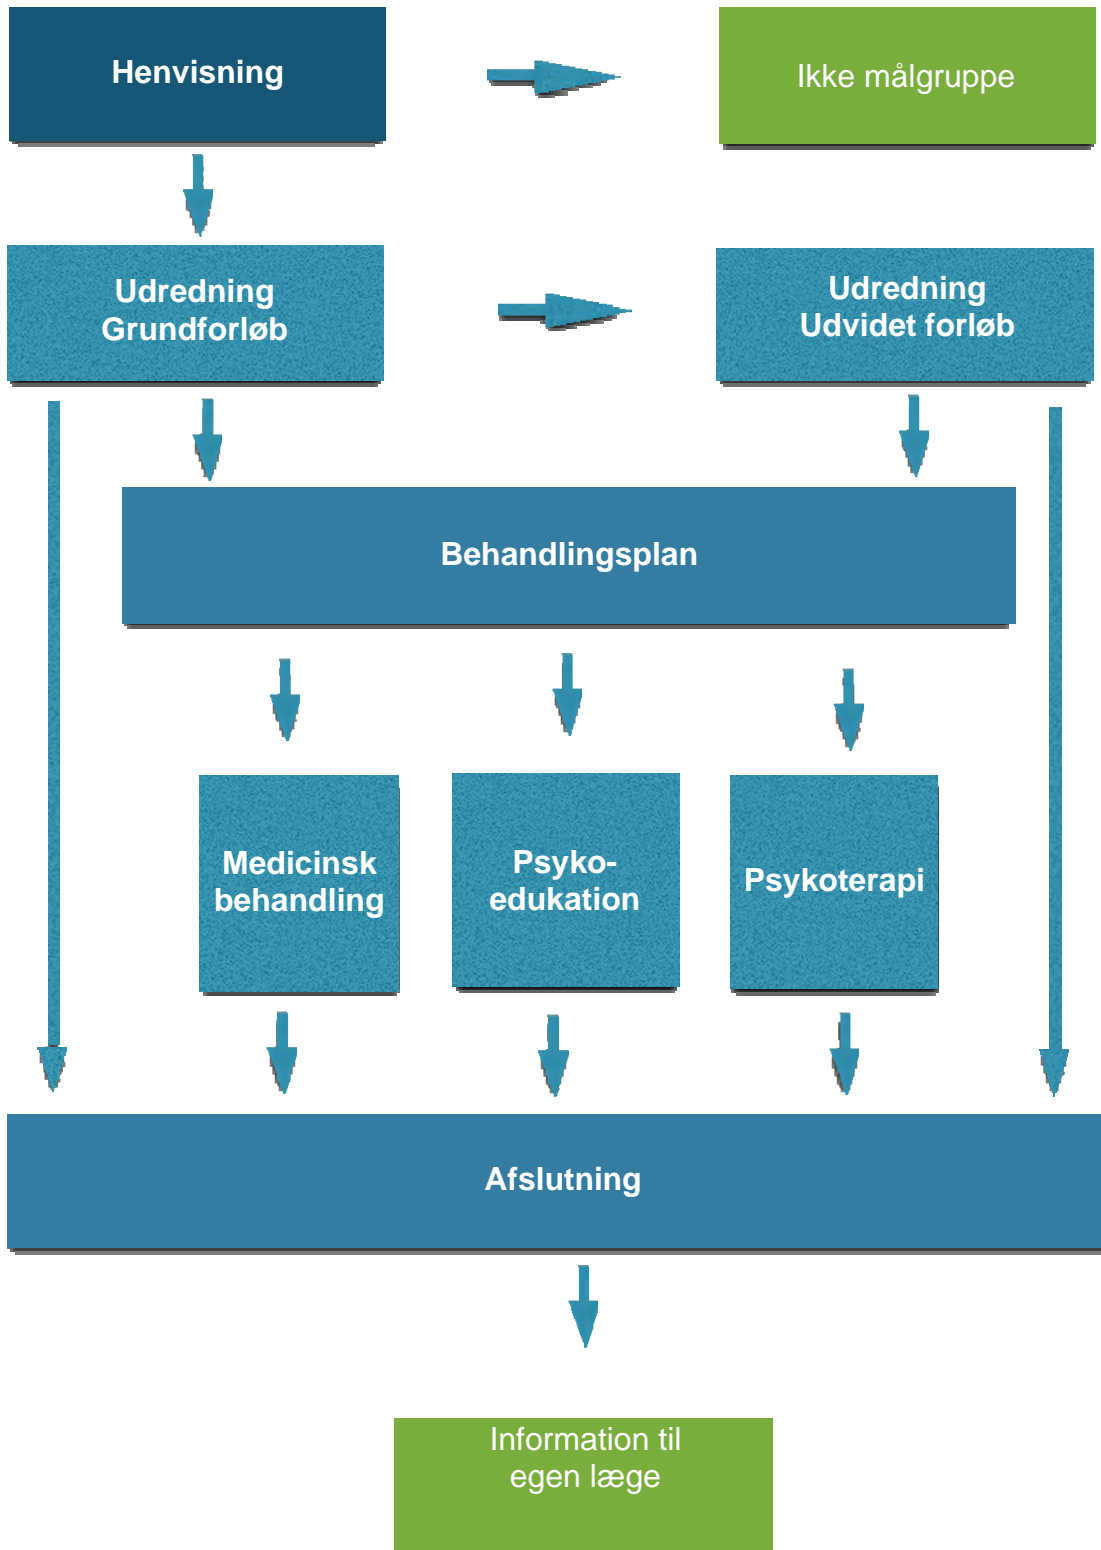 Henvisning
Ikke målgruppe
Udredning
Grundforløb
Udredning
Udvidet forløb
Behandlingsplan
Medicinsk
behandling
Psyko-
edukation
Psykoterapi
Afslutning
Information til
egen læge